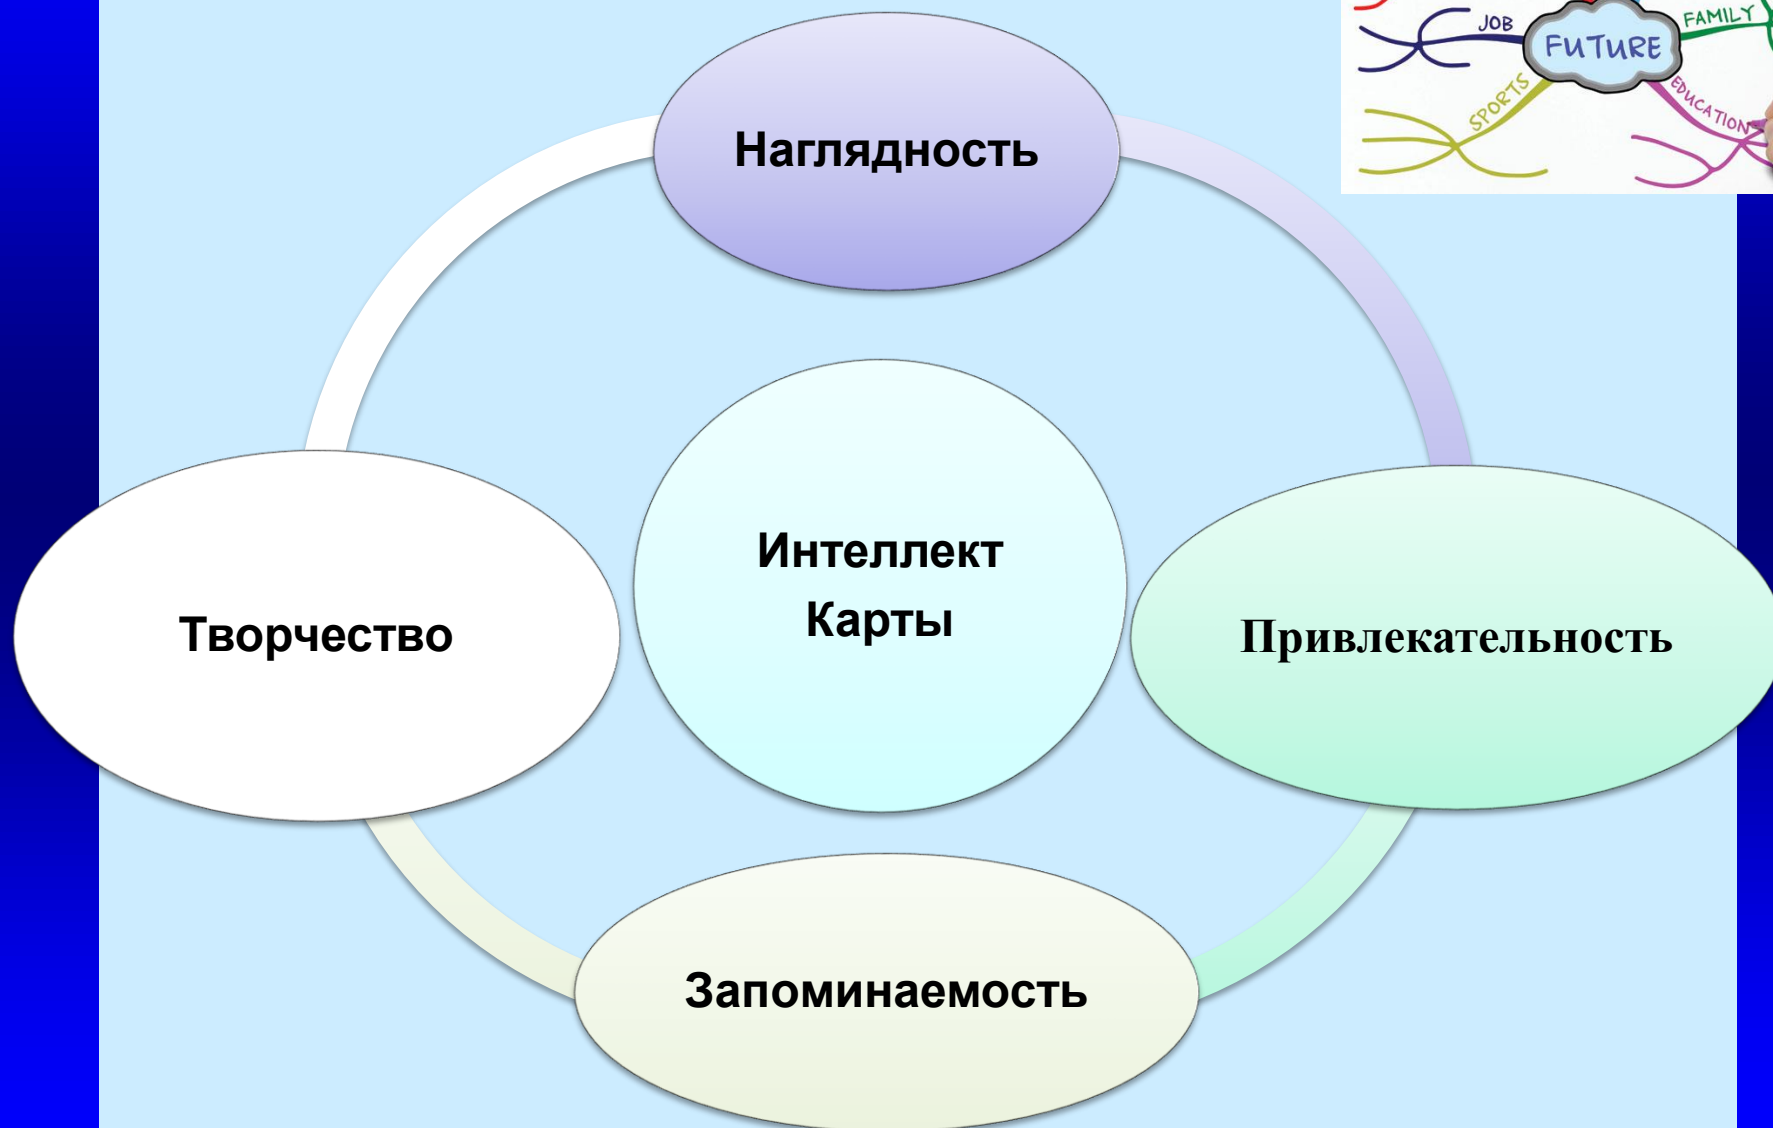 JOB
FAMILY
FUTURE
SPORTS
EDUCATION
Наглядность
Интеллект
Карты
Творчество
Привлекательность
Запоминаемость